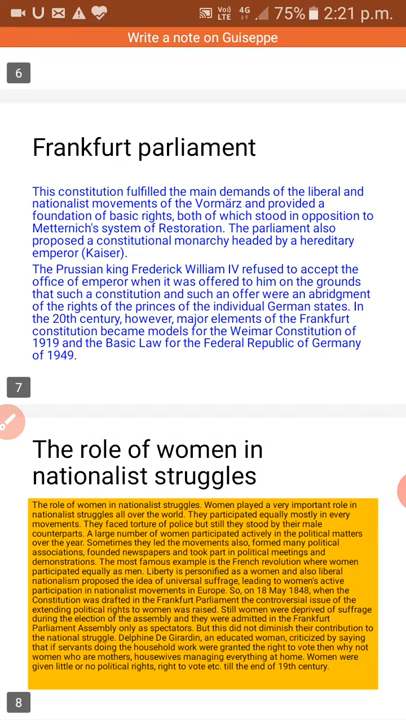 Vo)) 4G 75% 2:21 p.m.
LTE
Write a note on Guiseppe
6
Frankfurt parliament
This constitution fulfilled the main demands of the liberal and
nationalist movements of the Vormärz and provided a
foundation of basic rights, both of which stood in opposition to
Metternich's system of Restoration. The parliament also
proposed a constitutional monarchy headed by a hereditary
emperor (Kaiser).
The Prussian king Frederick William IV refused to accept the
office of emperor when it was offered to him on the grounds
that such a constitution and such an offer were an abridgment
of the rights of the princes of the individual German states. In
the 20th century, however, major elements of the Frankfurt
constitution became models for the Weimar Constitution of
1919 and the Basic Law for the Federal Republic of Germany
of 1949.
7
The role of women in
nationalist struggles
The role of women in nationalist struggles. Women played a very important role in
nationalist struggles all over the world. They participated equally mostly in every
movements. They faced torture of police but still they stood by their male
counterparts. A large number of women participated actively in the political matters
over the year. Sometimes they led the movements also, formed many political
associations, founded newspapers and took part in political meetings and
demonstrations. The most famous example is the French revolution where women
participated equally as men. Liberty is personified as a women and also liberal
nationalism proposed the idea of universal suffrage, leading to women's active
participation in nationalist movements in Europe. So, on 18 May 1848, when the
Constitution was drafted in the Frankfurt Parliament the controversial issue of the
extending political rights to women was raised. Still women were deprived of suffrage
during the election of the assembly and they were admitted in the Frankfurt
Parliament Assembly only as spectators. But this did not diminish their contribution to
the national struggle. Delphine De Girardin, an educated woman, criticized by saying
that if servants doing the household work were granted the right to vote then why not
women who are mothers, housewives managing everything at home. Women were
given little or no political rights, right to vote etc. till the end of 19th century.
8